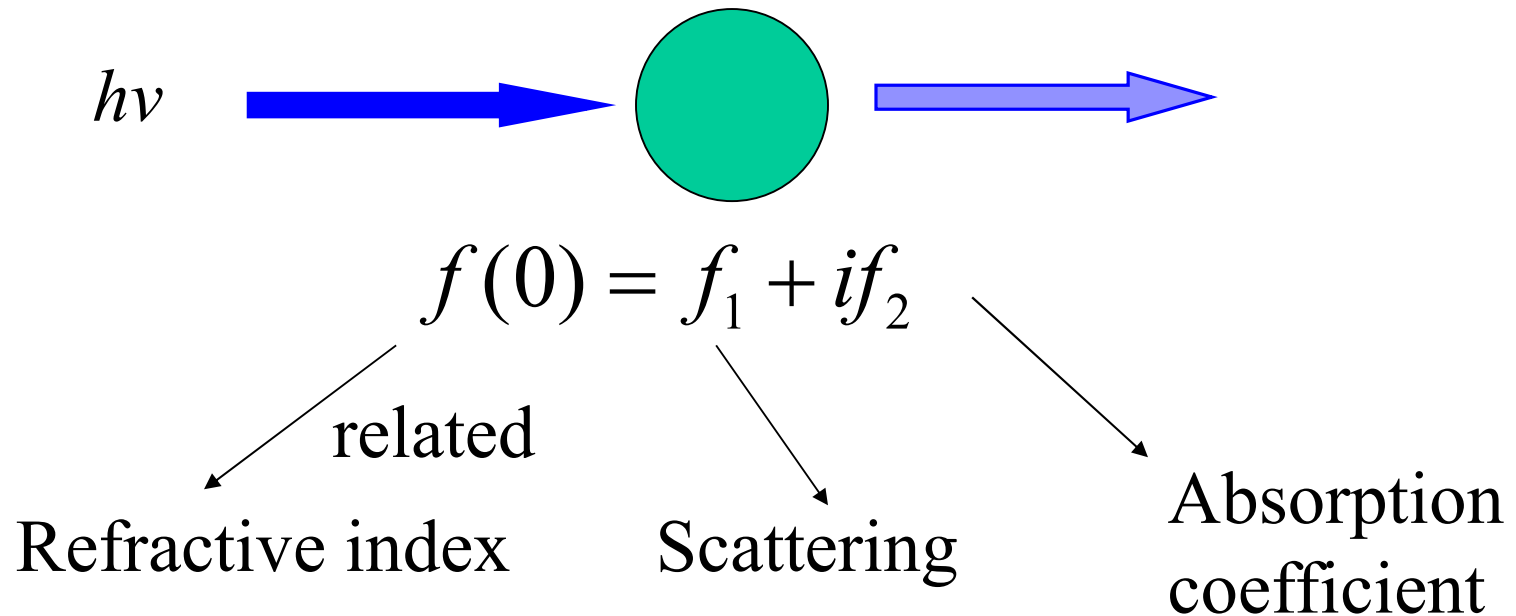 hν
f(0) = f₁ + if₂
related
Refractive index
Scattering
Absorption
coefficient